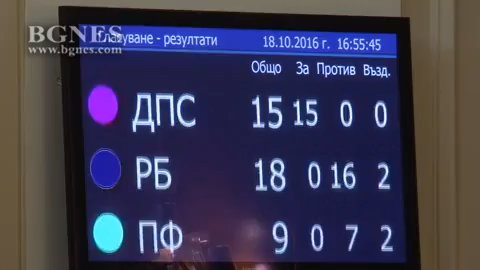 BGNES
www.bgnes.com
Гласуване - резултати 18.10.2016 г. 16:55:45
Общо За Против Възд.
ДПС 15 15 0 0
РБ 18 0 16 2
ПФ 9 0 7 2